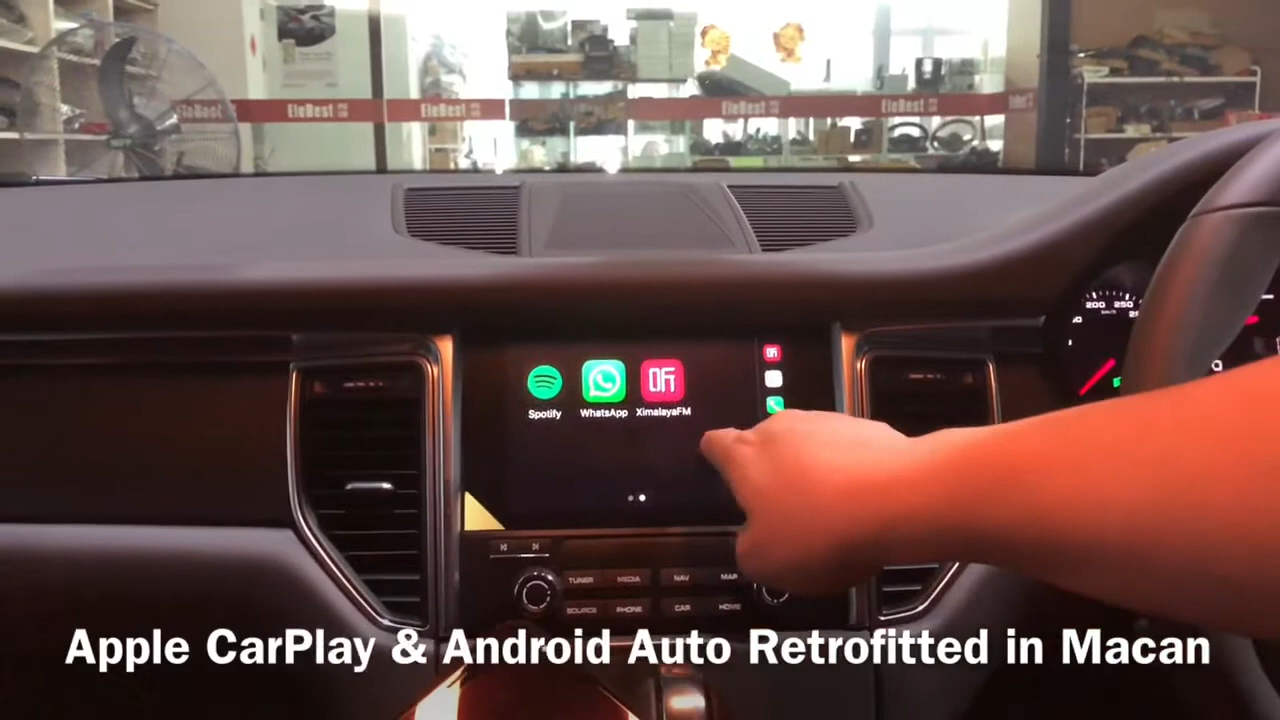 EleBest
EleBest
EleBest
EleBest
EleBest
200
250
Spotify
WhatsApp
XimalayaFM
TUNER
MEDIA
NAV
MAP
SOURCE
PHONE
CAR
HOME
Apple CarPlay & Android Auto Retrofitted in Macan